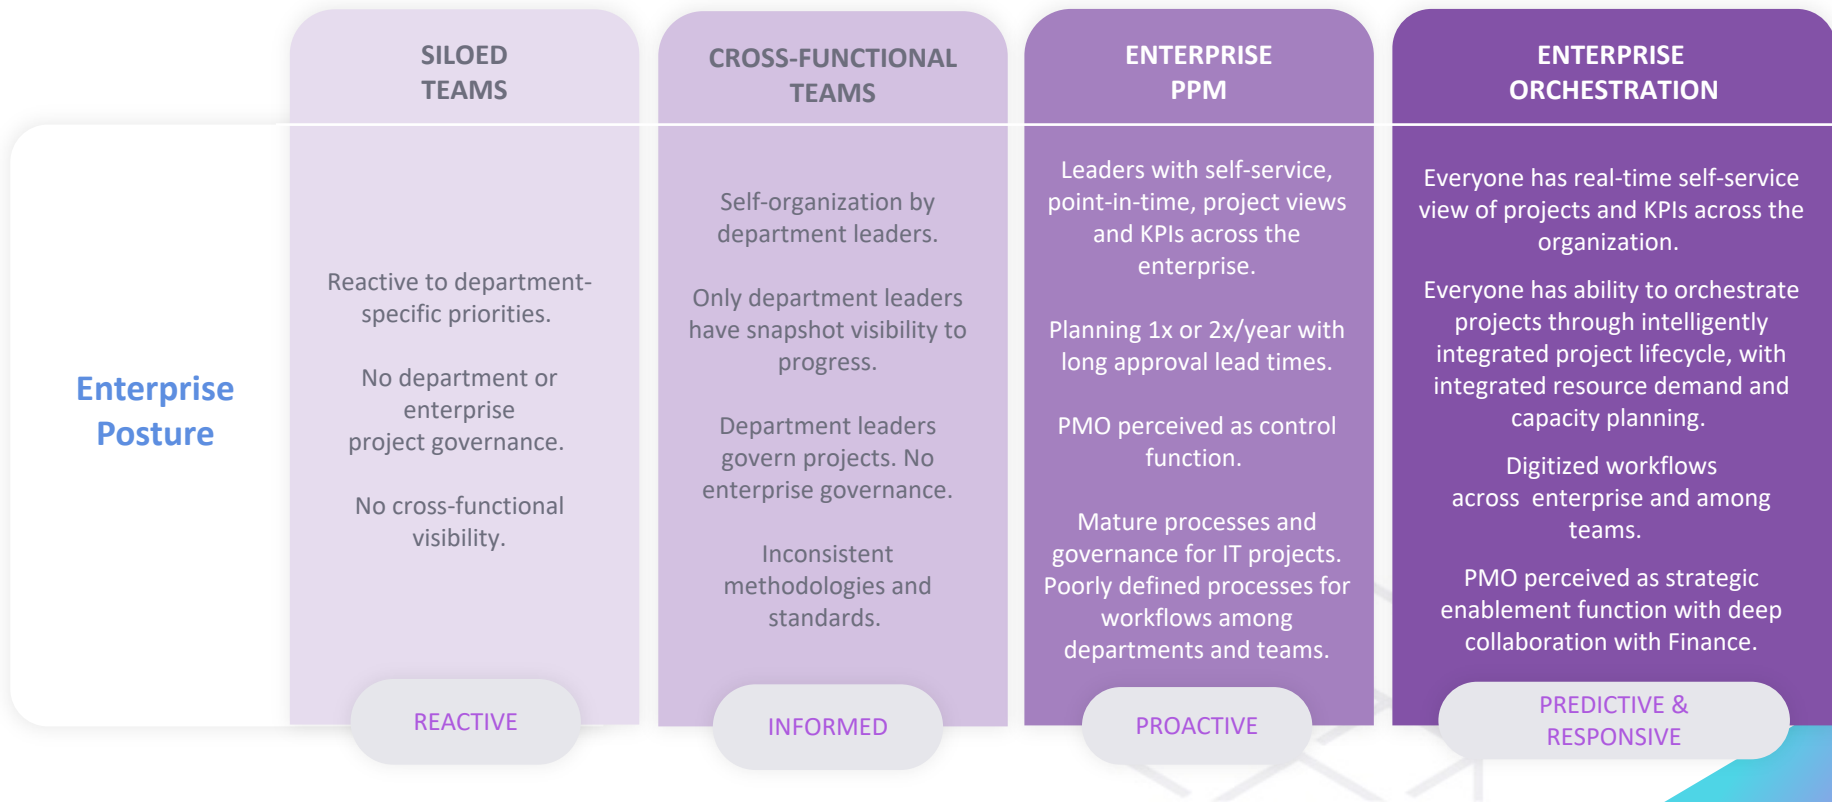 SILOED
TEAMS
CROSS-FUNCTIONAL
TEAMS
ENTERPRISE
PPM
ENTERPRISE
ORCHESTRATION
Enterprise
Posture
Reactive to department-
specific priorities.
No department or
enterprise
project governance.
No cross-functional
visibility.
REACTIVE
Self-organization by
department leaders.
Only department leaders
have snapshot visibility to
progress.
Department leaders
govern projects. No
enterprise governance.
Inconsistent
methodologies and
standards.
INFORMED
Leaders with self-service,
point-in-time, project views
and KPIs across the
enterprise.
Planning 1x or 2x/year with
long approval lead times.
PMO perceived as control
function.
Mature processes and
governance for IT projects.
Poorly defined processes for
workflows among
departments and teams.
PROACTIVE
Everyone has real-time self-service
view of projects and KPIs across the
organization.
Everyone has ability to orchestrate
projects through intelligently
integrated project lifecycle, with
integrated resource demand and
capacity planning.
Digitized workflows
across  enterprise and among
teams.
PMO perceived as strategic
enablement function with deep
collaboration with Finance.
PREDICTIVE &
RESPONSIVE